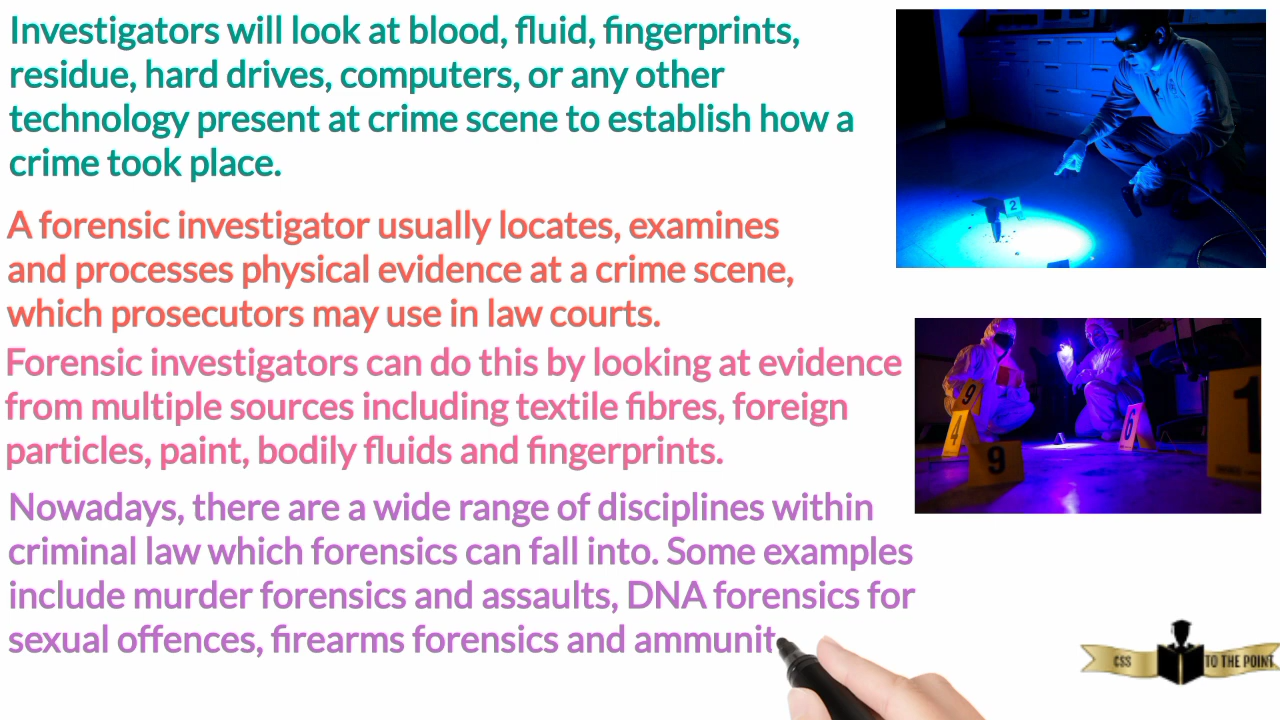 Investigators will look at blood, fluid, fingerprints,
residue, hard drives, computers, or any other
technology present at crime scene to establish how a
crime took place.
A forensic investigator usually locates, examines
and processes physical evidence at a crime scene,
which prosecutors may use in law courts.
Forensic investigators can do this by looking at evidence
from multiple sources including textile fibres, foreign
particles, paint, bodily fluids and fingerprints.
Nowadays, there are a wide range of disciplines within
criminal law which forensics can fall into. Some examples
include murder forensics and assaults, DNA forensics for
sexual offences, firearms forensics and ammunit
2
9
4
9
6
1
CSS TO THE POINT